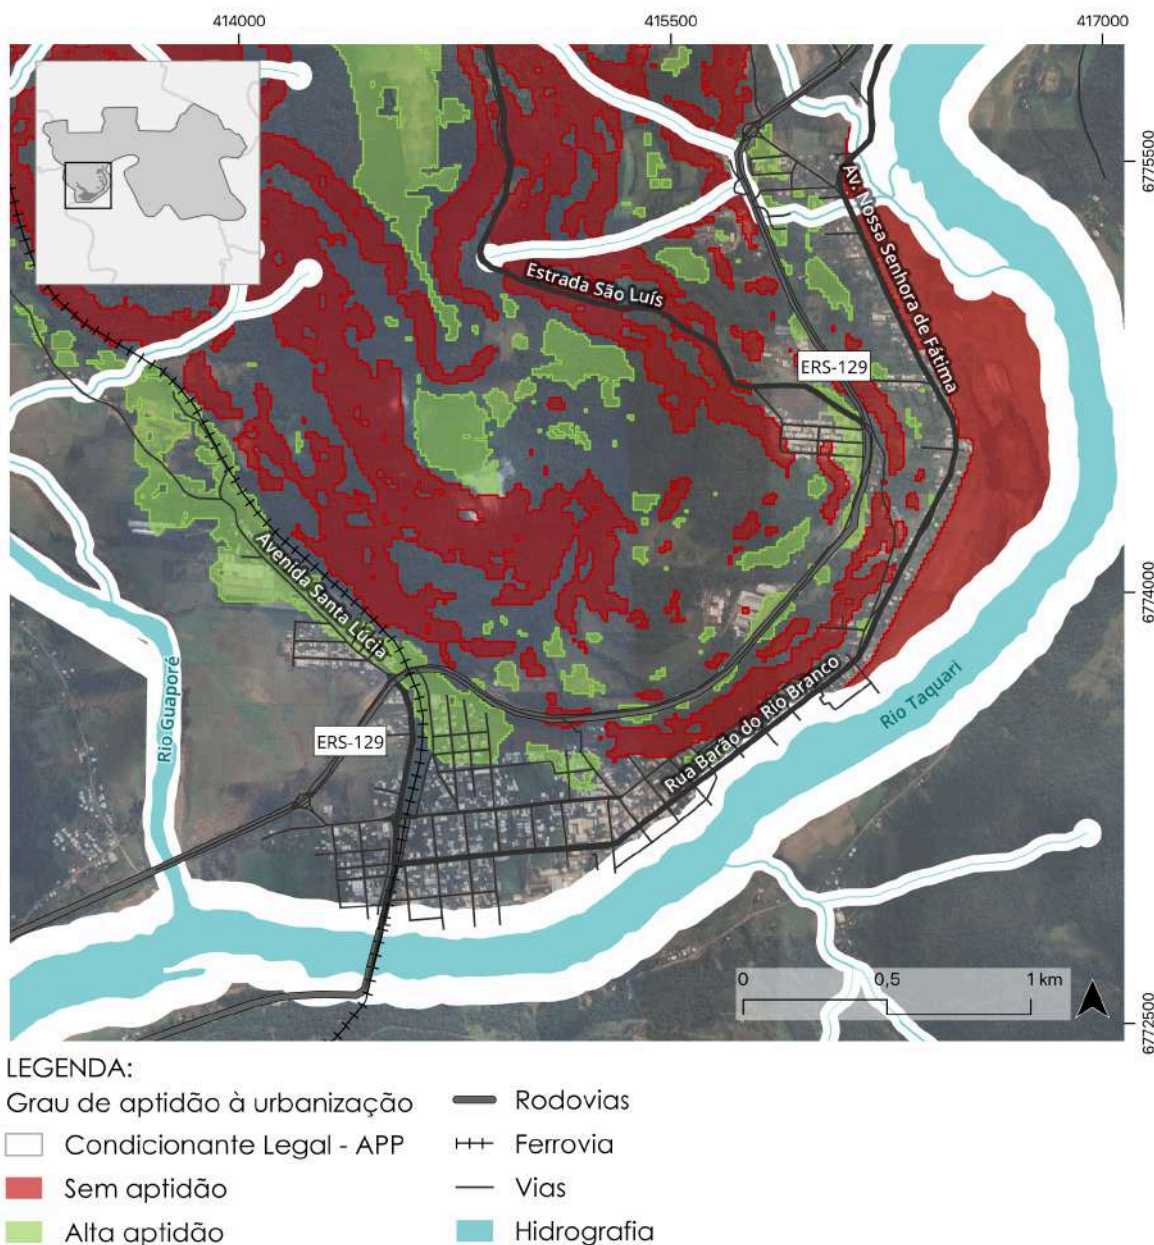 414000
415500
417000
6775500
6774000
6772500
Estrada São Luís
Av. Nossa Senhora de Fátima
ERS-129
Avenida Santa Lúcia
Rio Guaporé
ERS-129
Rua Barão do Rio Branco
Rio Taquari
0 0,5 1 km
LEGENDA:
Grau de aptidão à urbanização
Condicionante Legal - APP
Sem aptidão
Alta aptidão
Rodovias
Ferrovia
Vias
Hidrografia